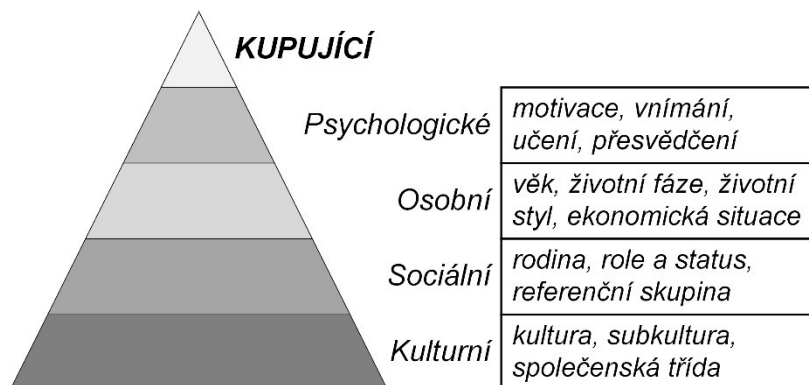 KUPUJÍCÍ
Psychologické
motivace, vnímání,
učení, přesvědčení
Osobní
věk, životní fáze, životní
styl, ekonomická situace
Sociální
rodina, role a status,
referenční skupina
Kulturní
kultura, subkultura,
společenská třída